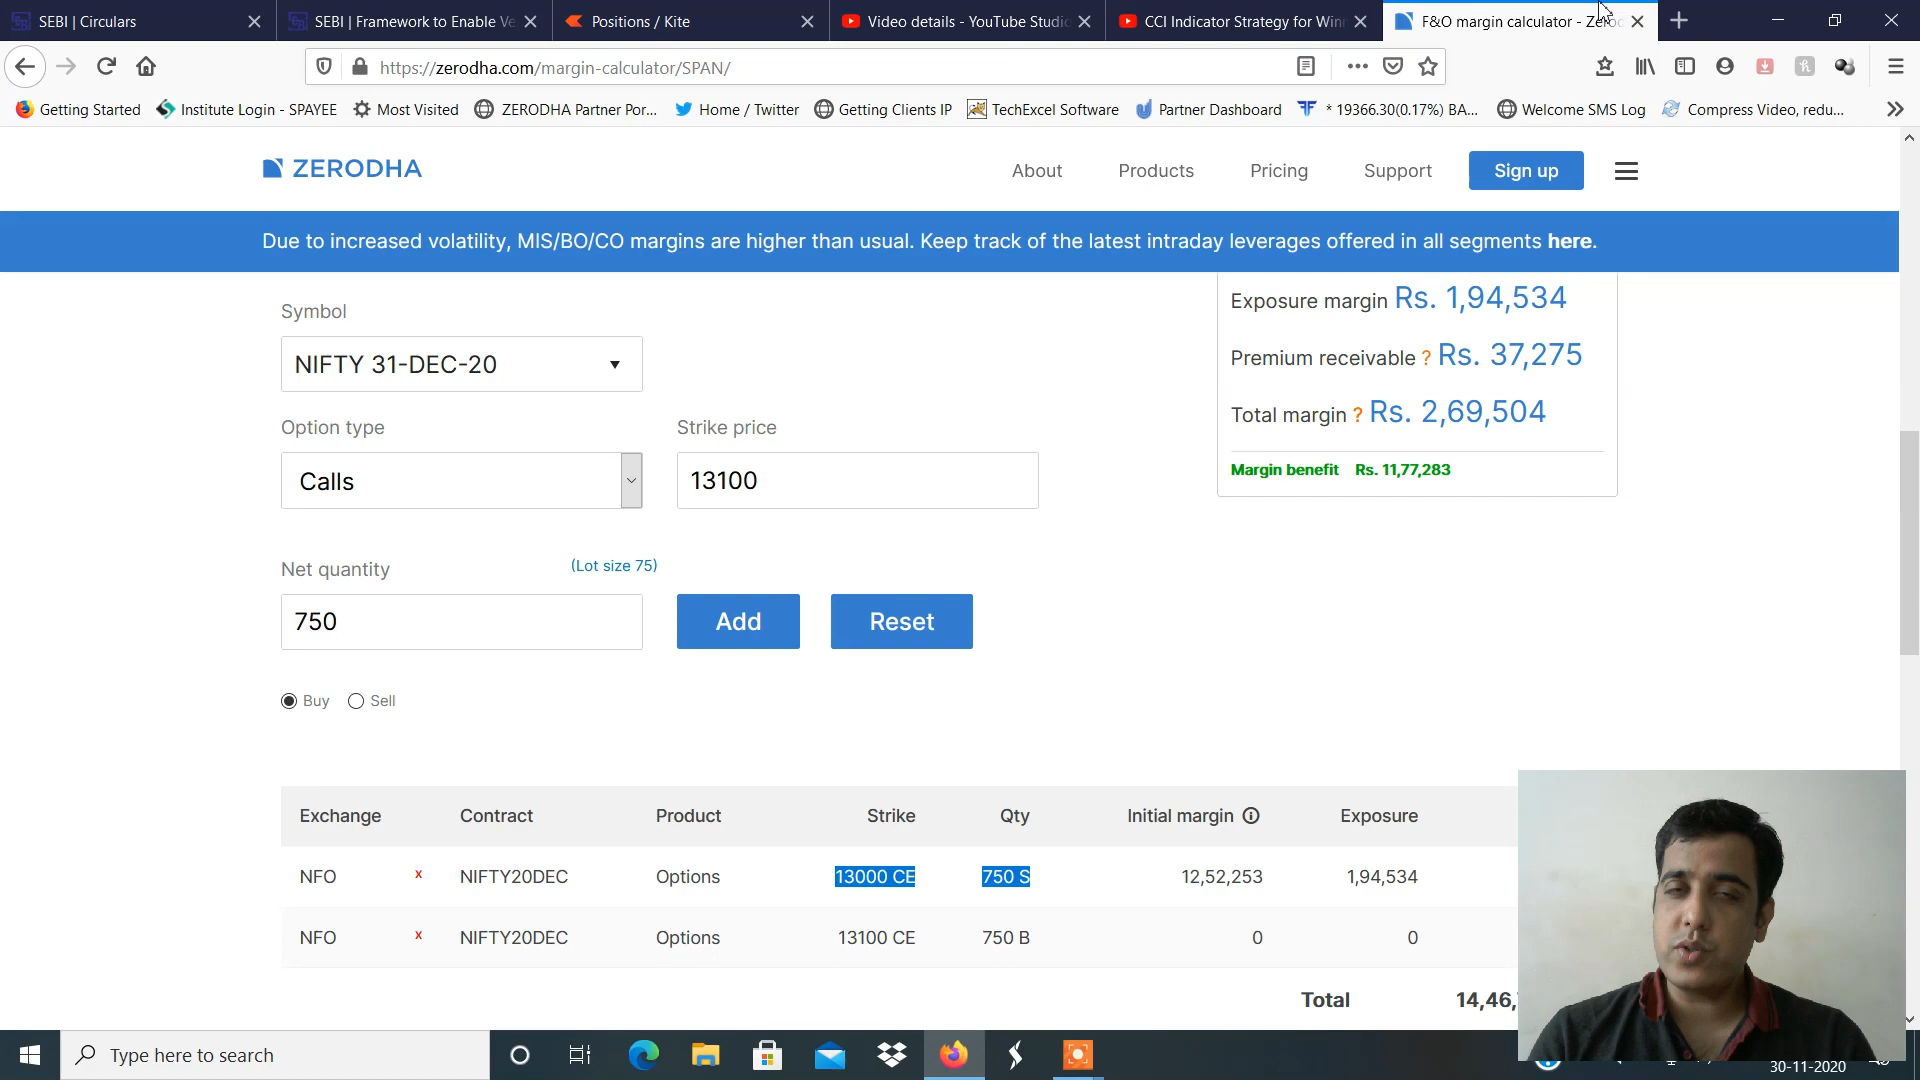 SEBI | Circulars
SEBI | Framework to Enable Ve
Positions / Kite
Video details - YouTube Studio
CCI Indicator Strategy for Winn
F&O margin calculator - Zerod
https://zerodha.com/margin-calculator/SPAN/
Getting Started
Institute Login - SPAYEE
Most Visited
ZERODHA Partner Por...
Home / Twitter
Getting Clients IP
TechExcel Software
Partner Dashboard
* 19366.30(0.17%) BA...
Welcome SMS Log
Compress Video, redu...
ZERODHA
About
Products
Pricing
Support
Sign up
Due to increased volatility, MIS/BO/CO margins are higher than usual. Keep track of the latest intraday leverages offered in all segments here.
Symbol
NIFTY 31-DEC-20
Option type
Strike price
Calls
13100
Net quantity
(Lot size 75)
750
Add
Reset
Buy
Sell
Exposure margin Rs. 1,94,534
Premium receivable ? Rs. 37,275
Total margin ? Rs. 2,69,504
Margin benefit Rs. 11,77,283
Exchange Contract Product Strike Qty Initial margin Exposure
NFO x NIFTY20DEC Options 13000 CE 750 S 12,52,253 1,94,534
NFO x NIFTY20DEC Options 13100 CE 750 B 0 0
Total 14,46,
Type here to search
30-11-2020